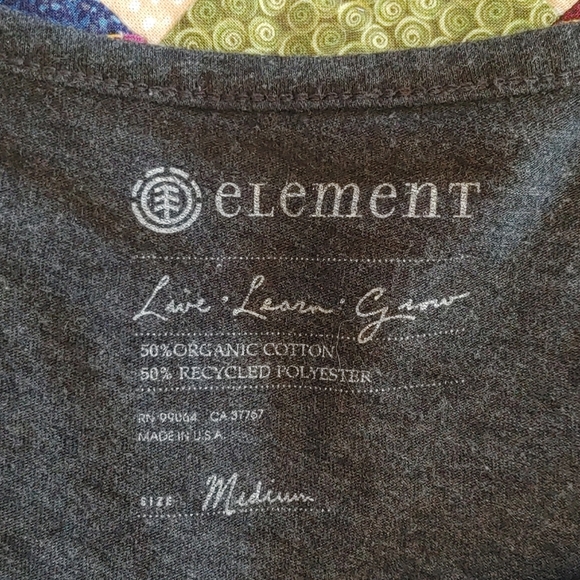 eLemenT
Live · Learn · Grow
50% ORGANIC COTTON
50% RECYCLED POLYESTER
RN 99064 CA 37767
MADE IN U.S.A.
SIZE Medium